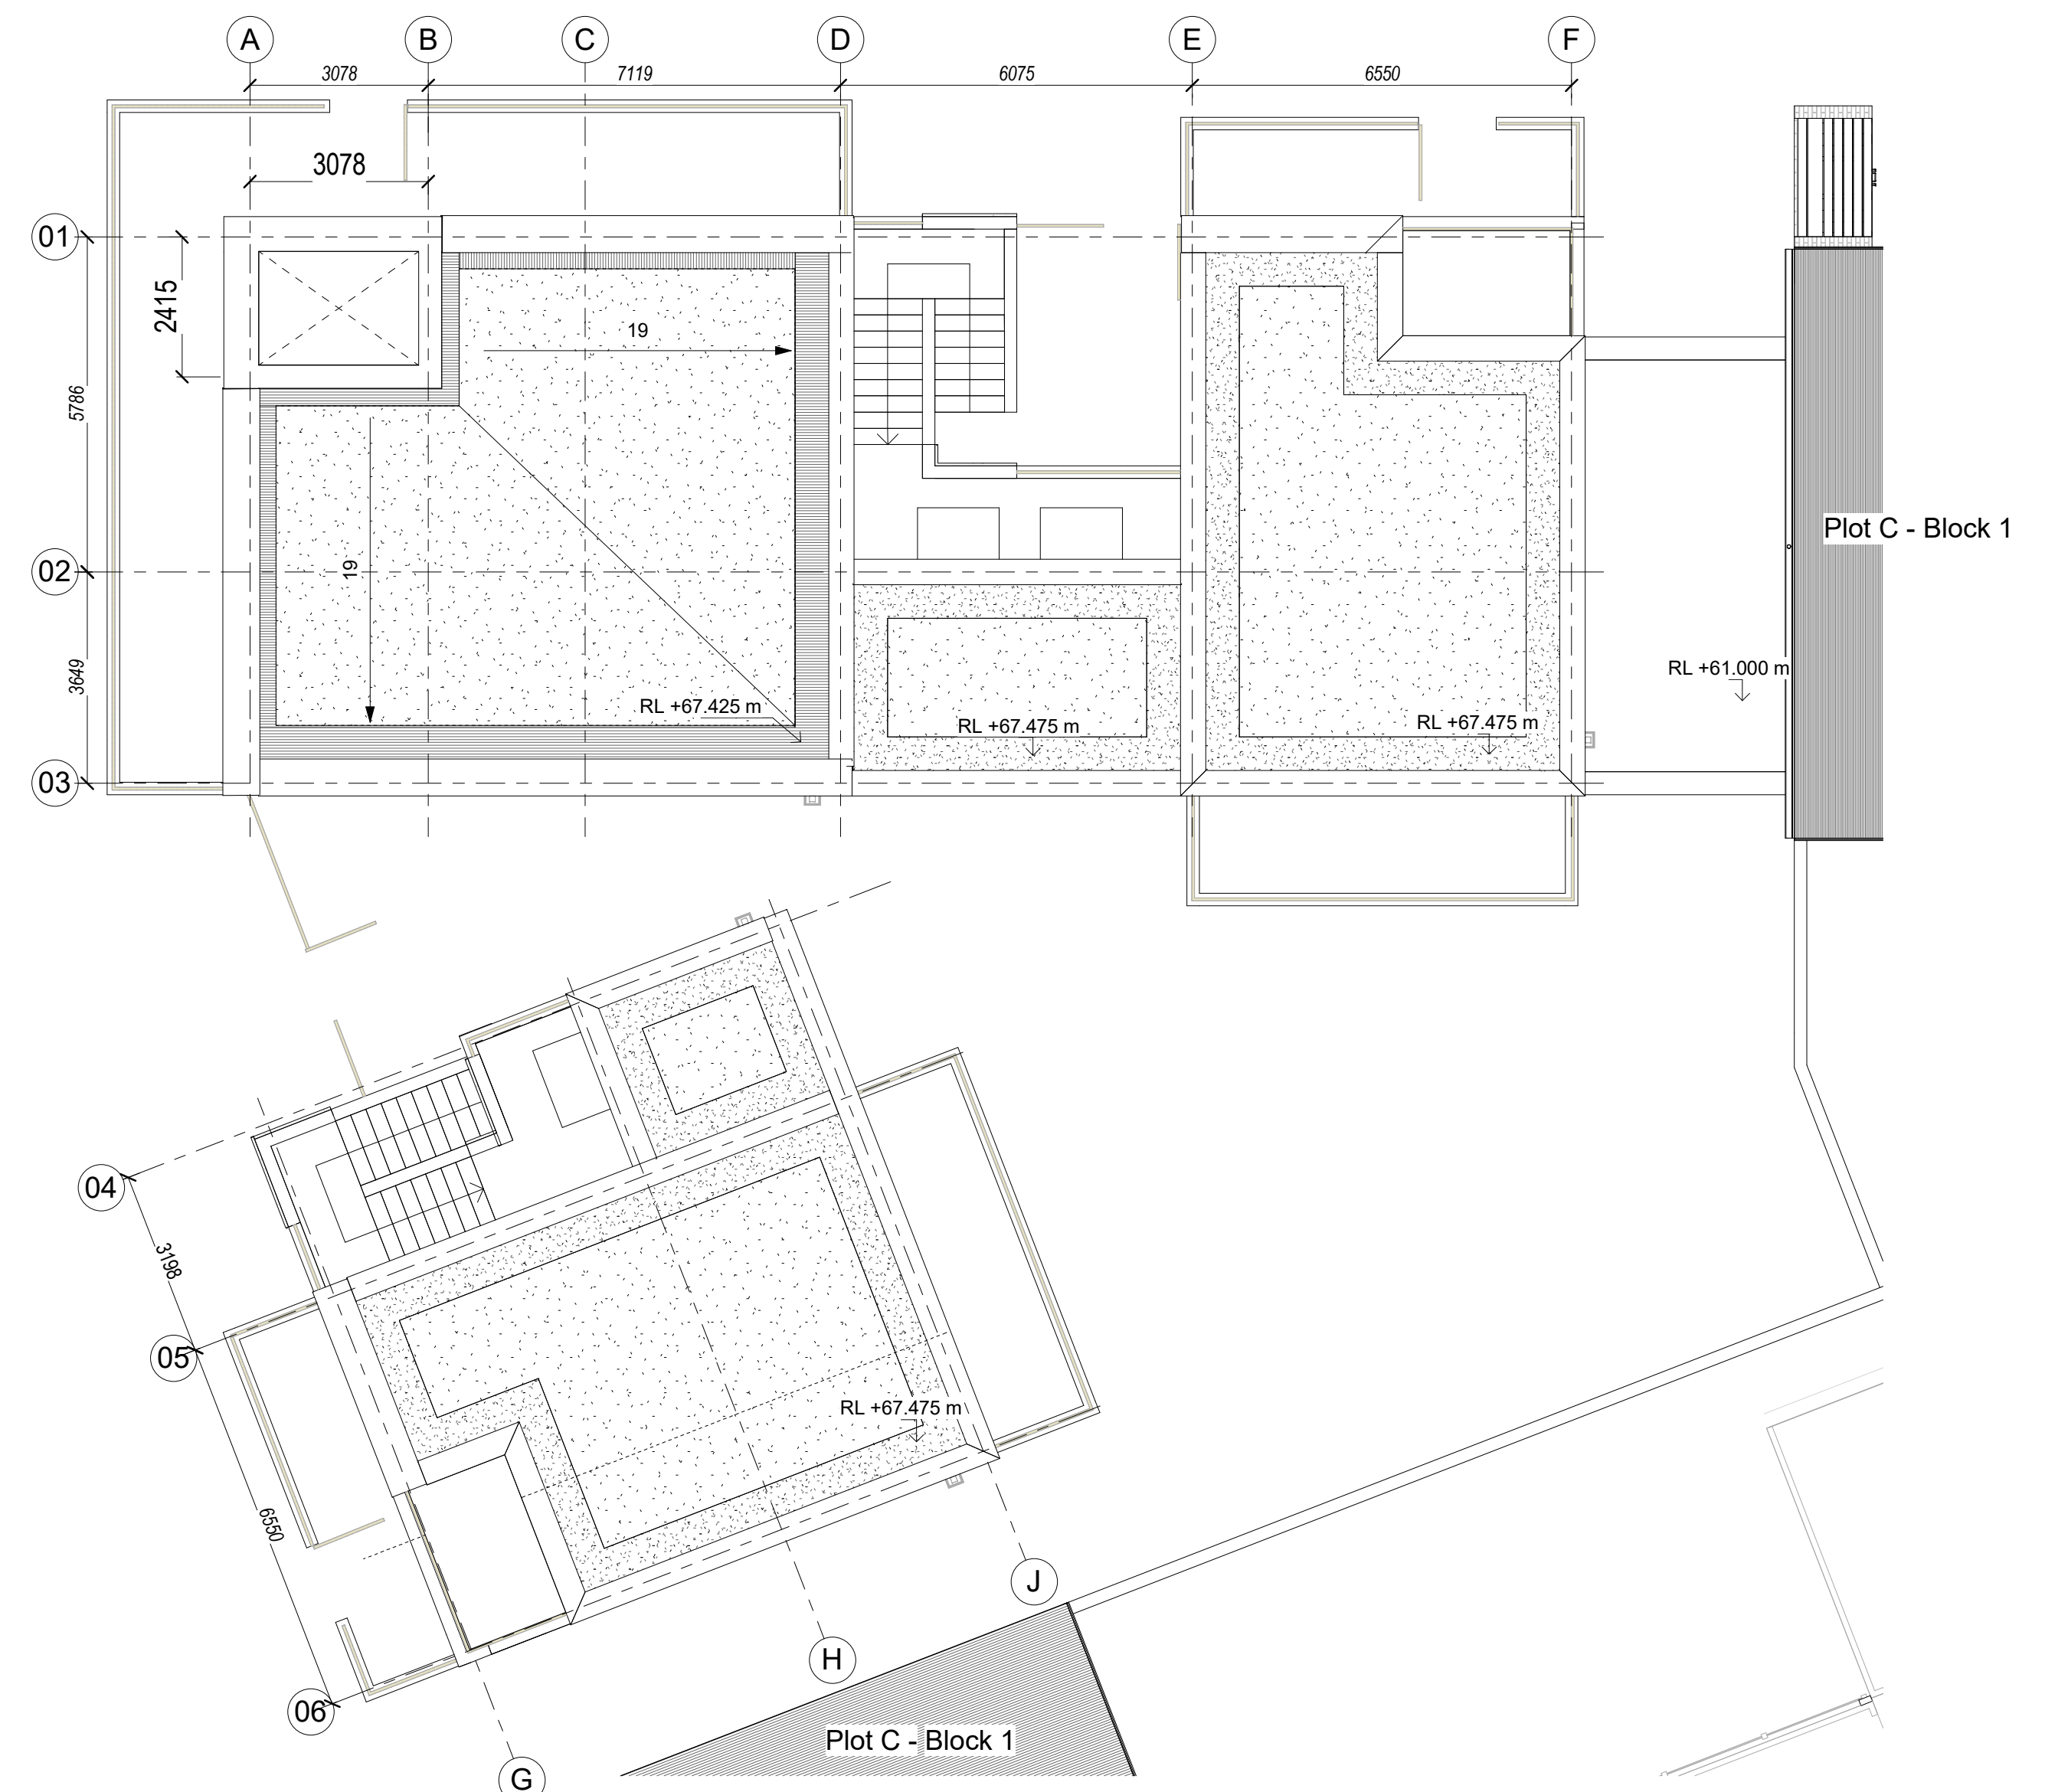 A
B
C
D
E
F
3078
7119
6075
6550
3078
01
2415
19
5786
Plot C - Block 1
02
19
3649
RL +61.000 m
RL +67.425 m
RL +67.475 m
RL +67.475 m
03
04
3198
05
RL +67.475 m
6550
J
H
06
Plot C - Block 1
G